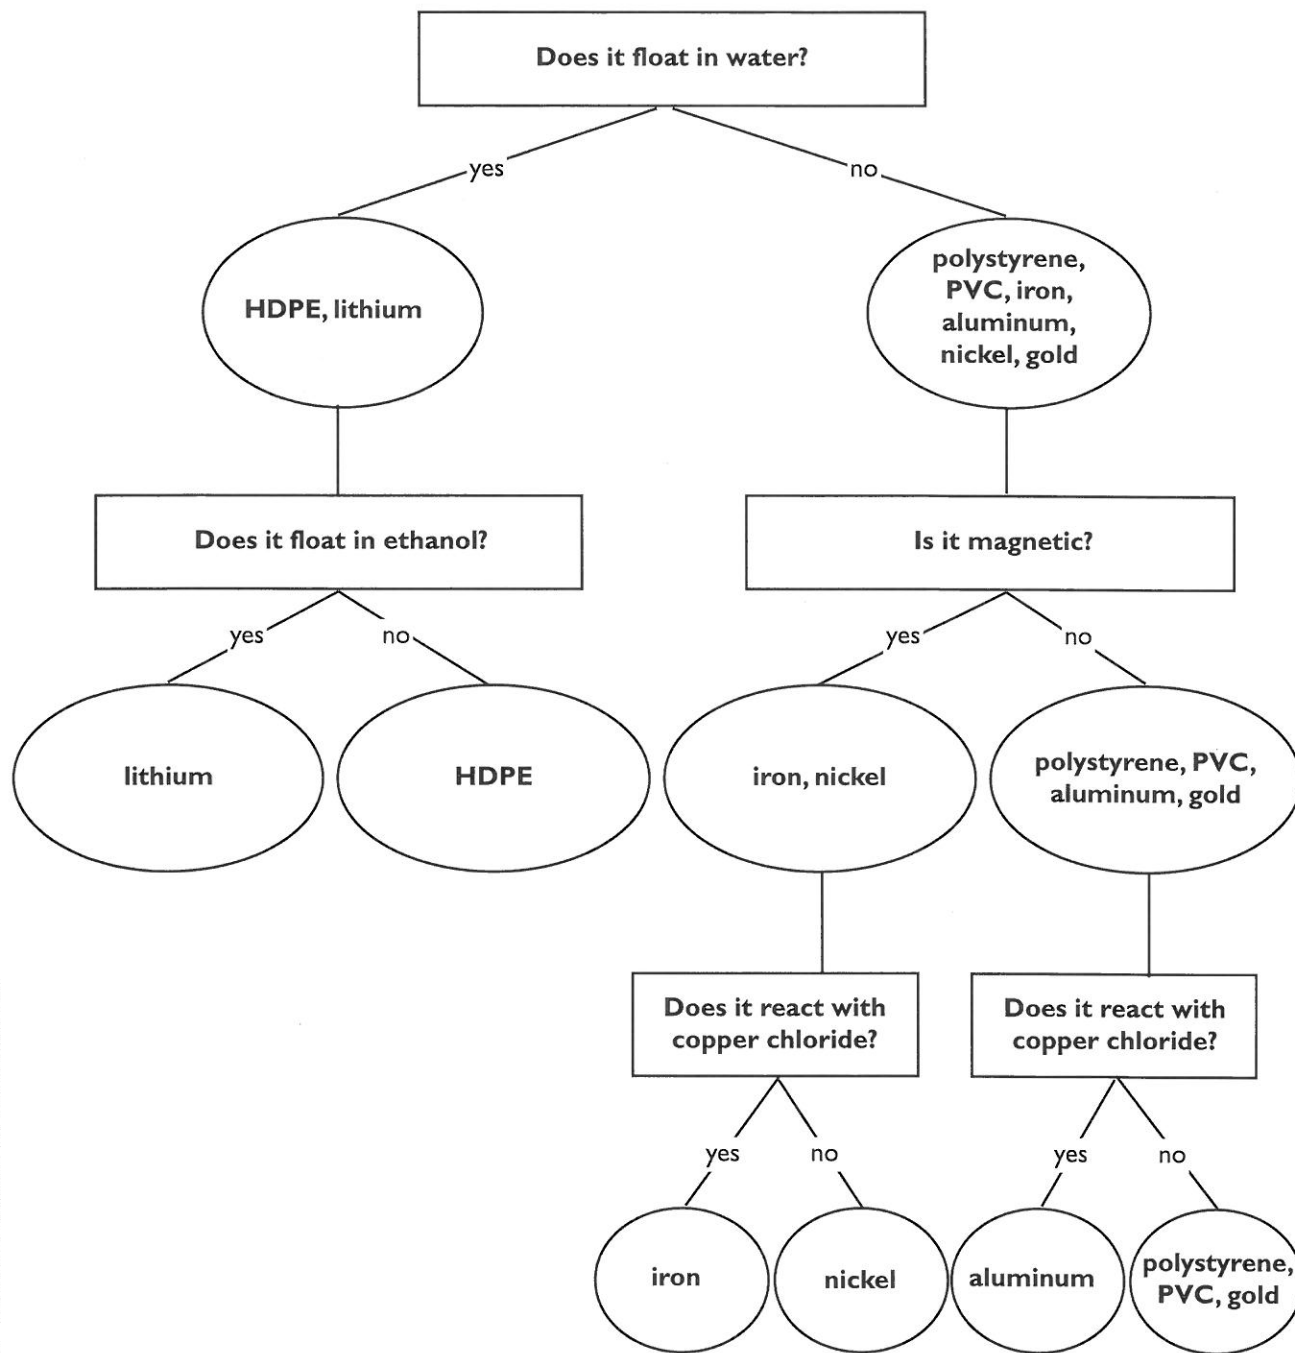 Does it float in water?
yes
no
HDPE, lithium
polystyrene,
PVC, iron,
aluminum,
nickel, gold
Does it float in ethanol?
Is it magnetic?
yes
no
yes
no
lithium
HDPE
iron, nickel
polystyrene, PVC,
aluminum, gold
Does it react with
copper chloride?
Does it react with
copper chloride?
yes
no
yes
no
iron
nickel
aluminum
polystyrene,
PVC, gold